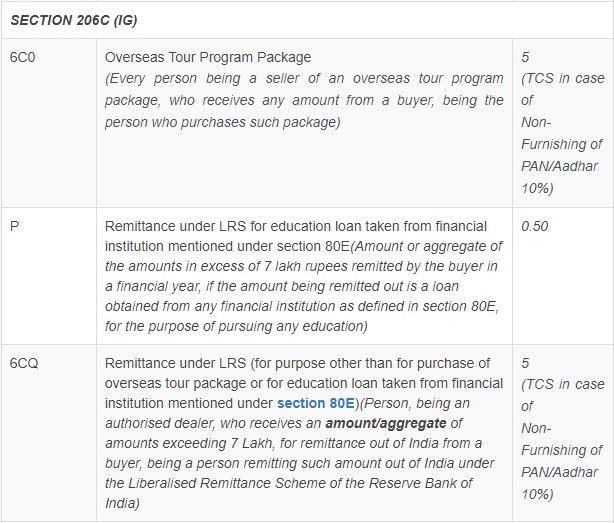 SECTION 206C (IG)
6C0
Overseas Tour Program Package
(Every person being a seller of an overseas tour program
package, who receives any amount from a buyer, being the
person who purchases such package)
5
(TCS in case
of
Non-
Furnishing of
PAN/Aadhar
10%)
P
Remittance under LRS for education loan taken from financial
institution mentioned under section 80E(Amount or aggregate of
the amounts in excess of 7 lakh rupees remitted by the buyer in
a financial year, if the amount being remitted out is a loan
obtained from any financial institution as defined in section 80E,
for the purpose of pursuing any education)
0.50
6CQ
Remittance under LRS (for purpose other than for purchase of
overseas tour package or for education loan taken from financial
institution mentioned under section 80E)(Person, being an
authorised dealer, who receives an amount/aggregate of
amounts exceeding 7 Lakh, for remittance out of India from a
buyer, being a person remitting such amount out of India under
the Liberalised Remittance Scheme of the Reserve Bank of
India)
5
(TCS in case
of
Non-
Furnishing of
PAN/Aadhar
10%)